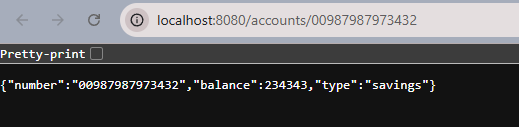 localhost:8080/accounts/00987987973432
Pretty-print
{"number":"00987987973432","balance":234343,"type":"savings"}